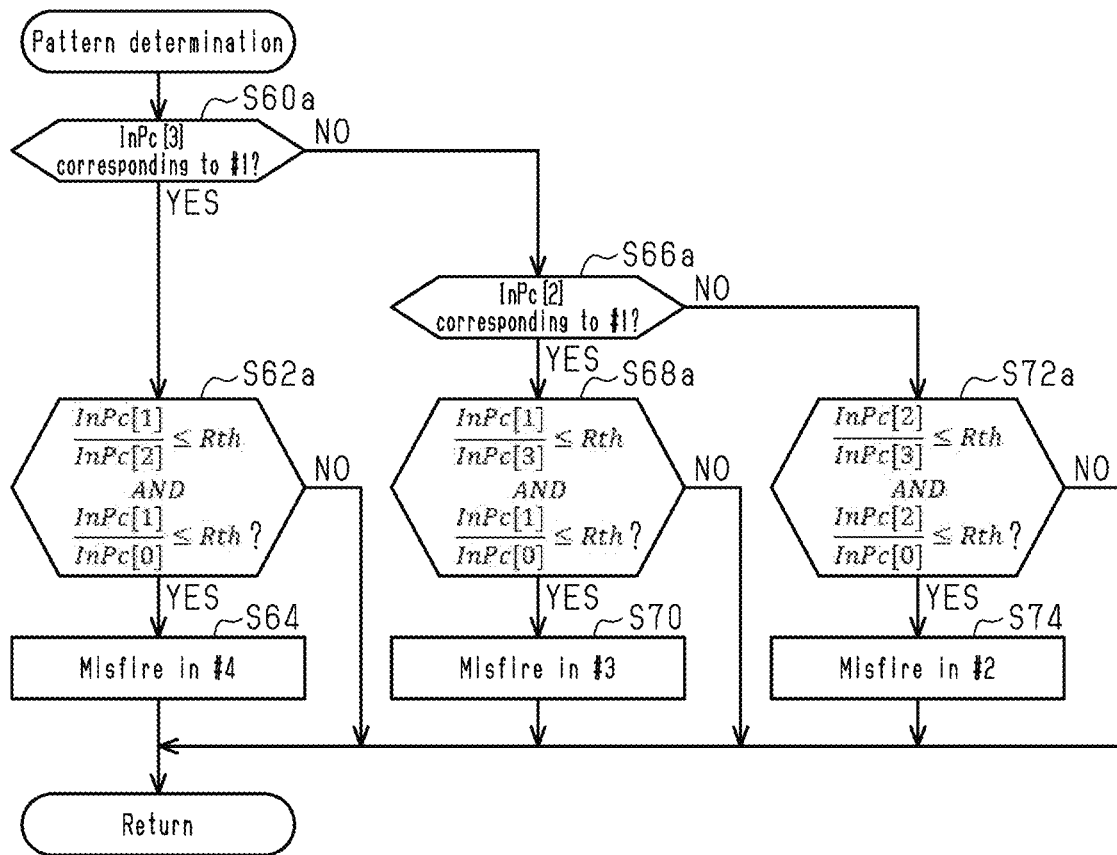 Pattern determination
S60a
InPc[3]
corresponding to #1?
NO
YES
S66a
InPc[2]
corresponding to #1?
NO
YES
S62a
InPc[1]
InPc[2] ≤ Rth
AND
InPc[1]
InPc[0] ≤ Rth?
NO
YES
S68a
InPc[1]
InPc[3] ≤ Rth
AND
InPc[1]
InPc[0] ≤ Rth?
NO
YES
S72a
InPc[2]
InPc[3] ≤ Rth
AND
InPc[2]
InPc[0] ≤ Rth?
NO
YES
S64
Misfire in #4
S70
Misfire in #3
S74
Misfire in #2
Return